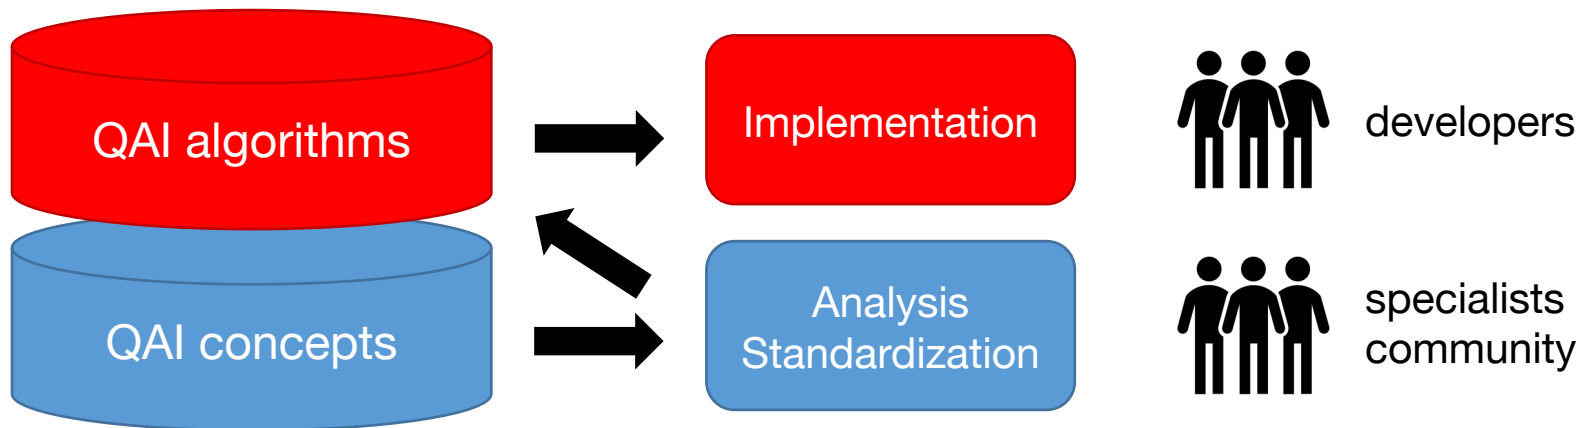 QAI algorithms
Implementation
developers
QAI concepts
Analysis
Standardization
specialists
community